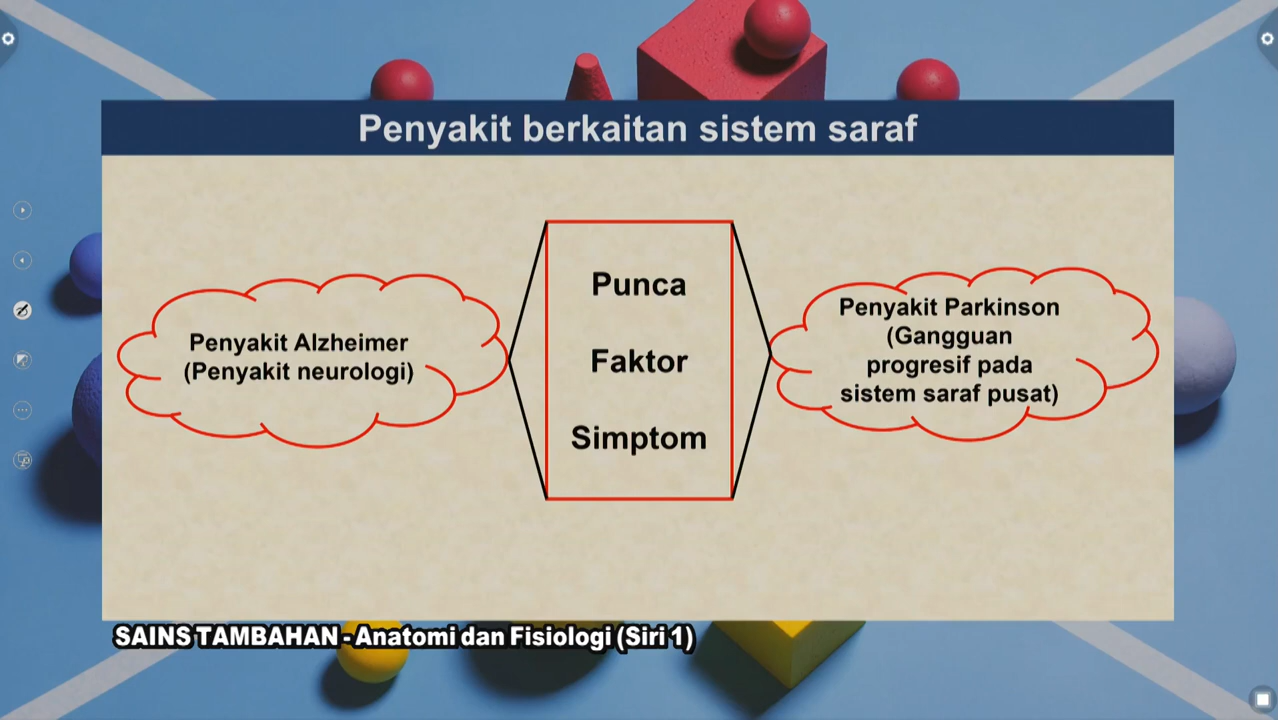 Penyakit berkaitan sistem saraf
Penyakit Alzheimer
(Penyakit neurologi)
Punca
Faktor
Simptom
Penyakit Parkinson
(Gangguan
progresif pada
sistem saraf pusat)
SAINS TAMBAHAN - Anatomi dan Fisiologi (Siri 1)